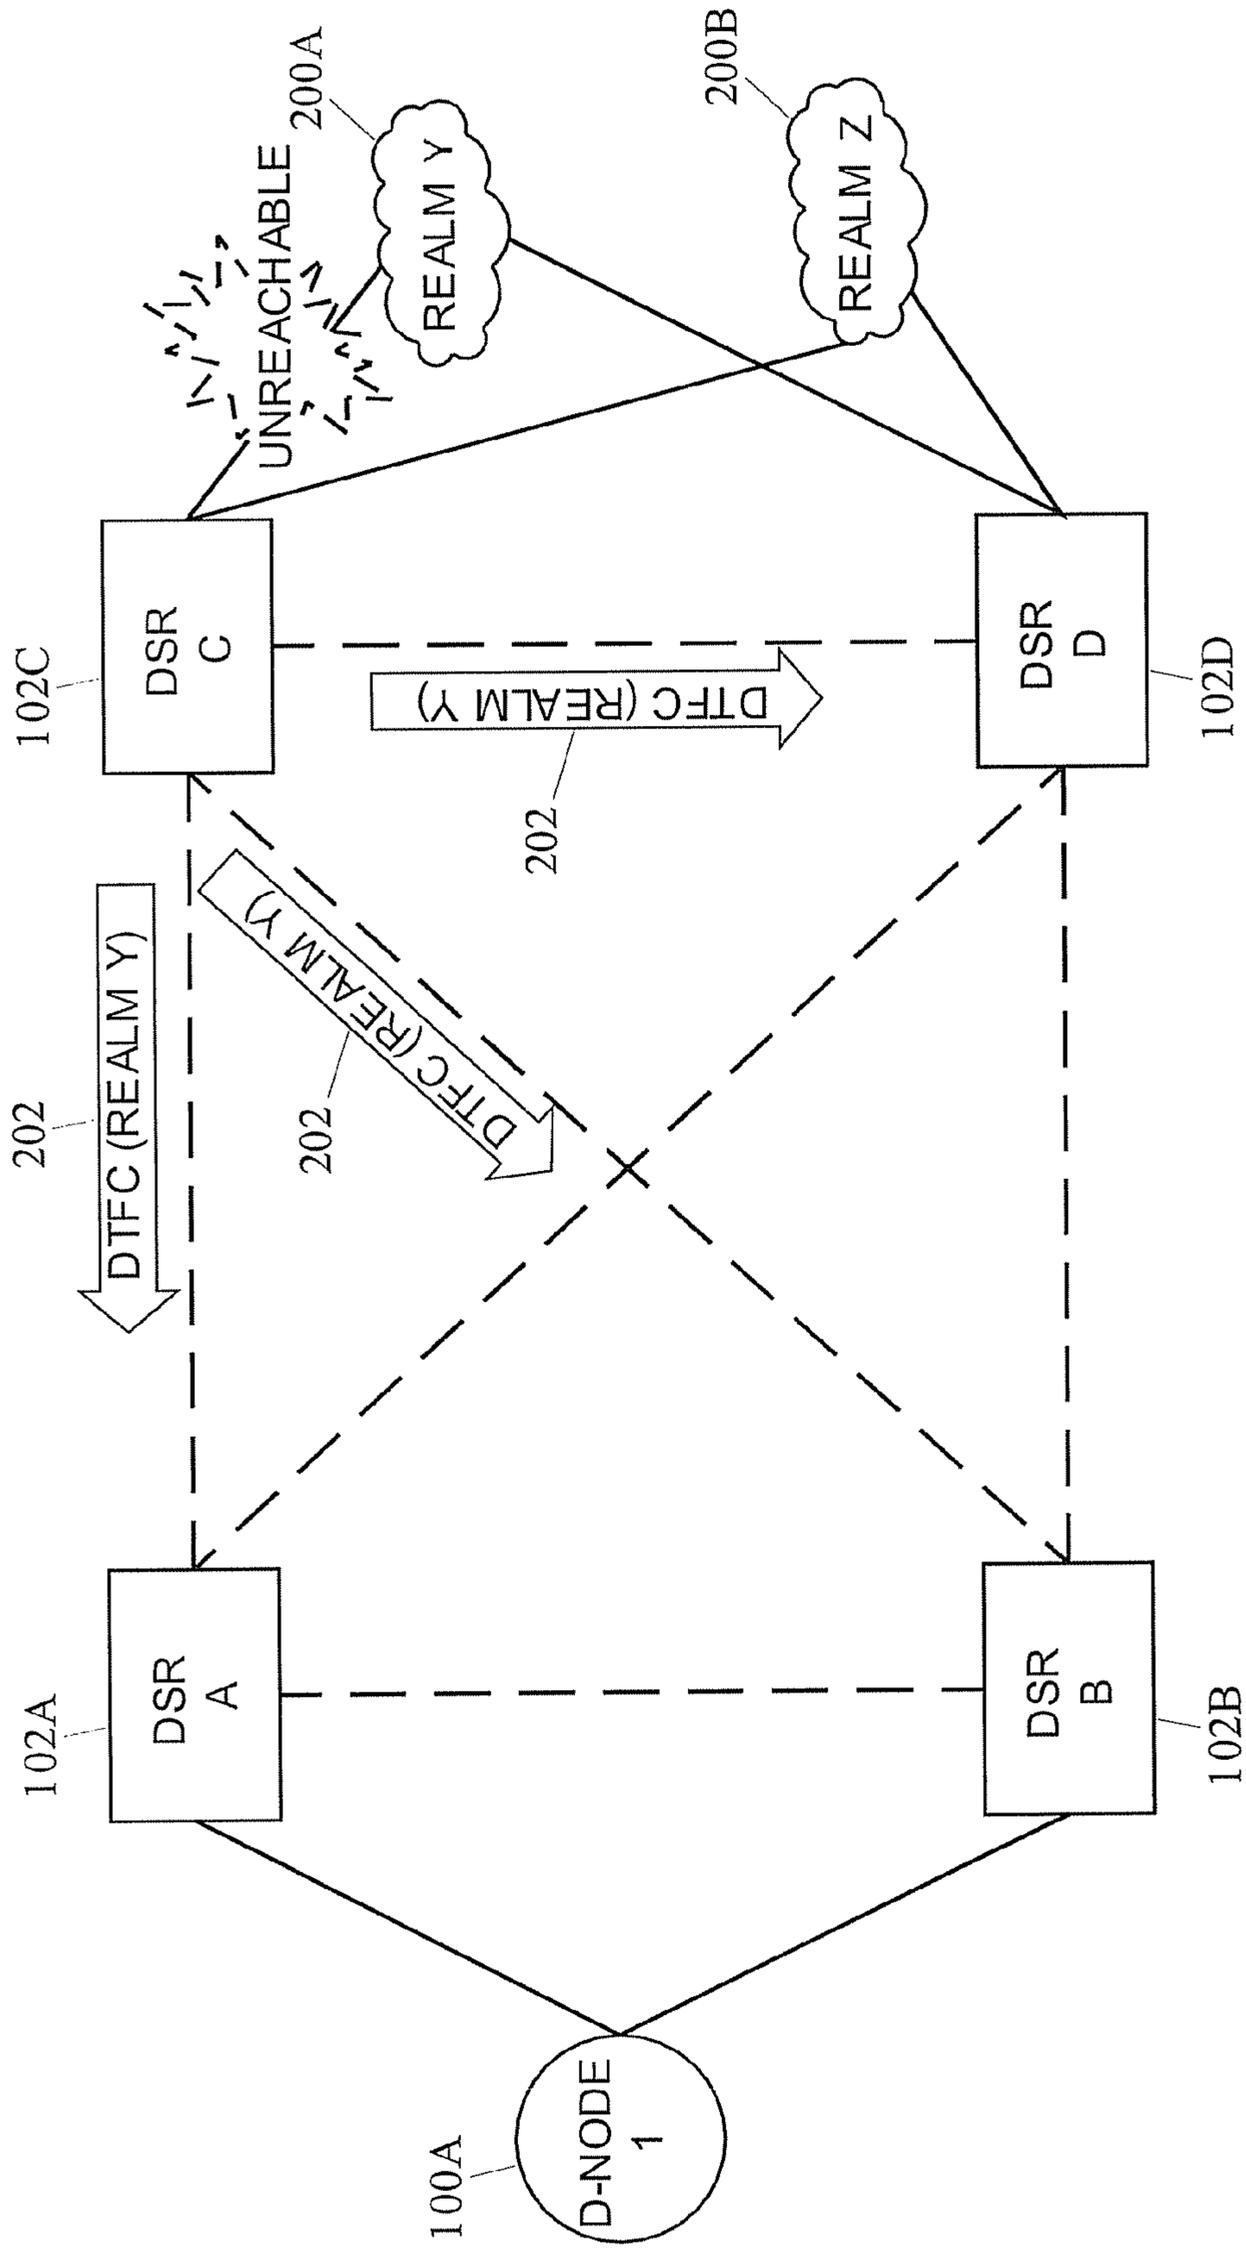 102A
DSR
A
202
DTFC (REALM Y)
102C
DSR
C
UNREACHABLE
200A
REALM Y
202
DTFC (REALM Y)
202
DTFC (REALM Y)
200B
REALM Z
100A
D-NODE
1
DSR
B
102B
DSR
D
102D